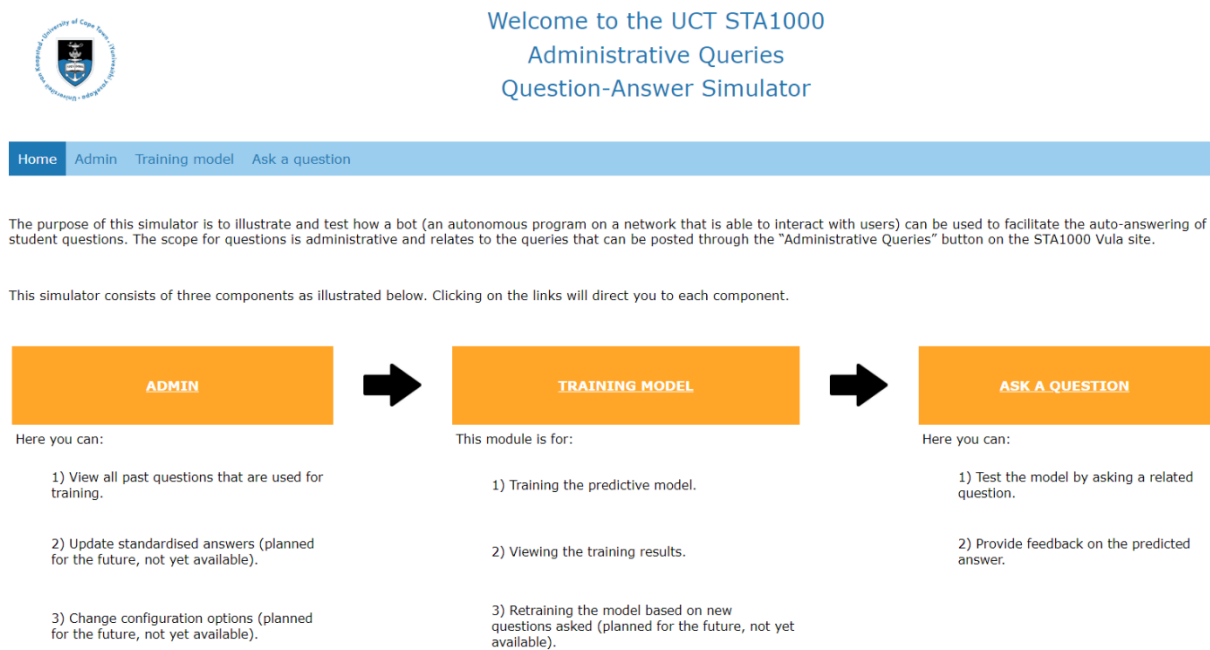 University of Cape Town · iYunivesithi yaseKapa · Universiteit van Kaapstad ·
Welcome to the UCT STA1000
Administrative Queries
Question-Answer Simulator
Home Admin Training model Ask a question
The purpose of this simulator is to illustrate and test how a bot (an autonomous program on a network that is able to interact with users) can be used to facilitate the auto-answering of
student questions. The scope for questions is administrative and relates to the queries that can be posted through the “Administrative Queries” button on the STA1000 Vula site.
This simulator consists of three components as illustrated below. Clicking on the links will direct you to each component.
ADMIN
Here you can:
1) View all past questions that are used for
training.
2) Update standardised answers (planned
for the future, not yet available).
3) Change configuration options (planned
for the future, not yet available).
TRAINING MODEL
This module is for:
1) Training the predictive model.
2) Viewing the training results.
3) Retraining the model based on new
questions asked (planned for the future, not yet
available).
ASK A QUESTION
Here you can:
1) Test the model by asking a related
question.
2) Provide feedback on the predicted
answer.